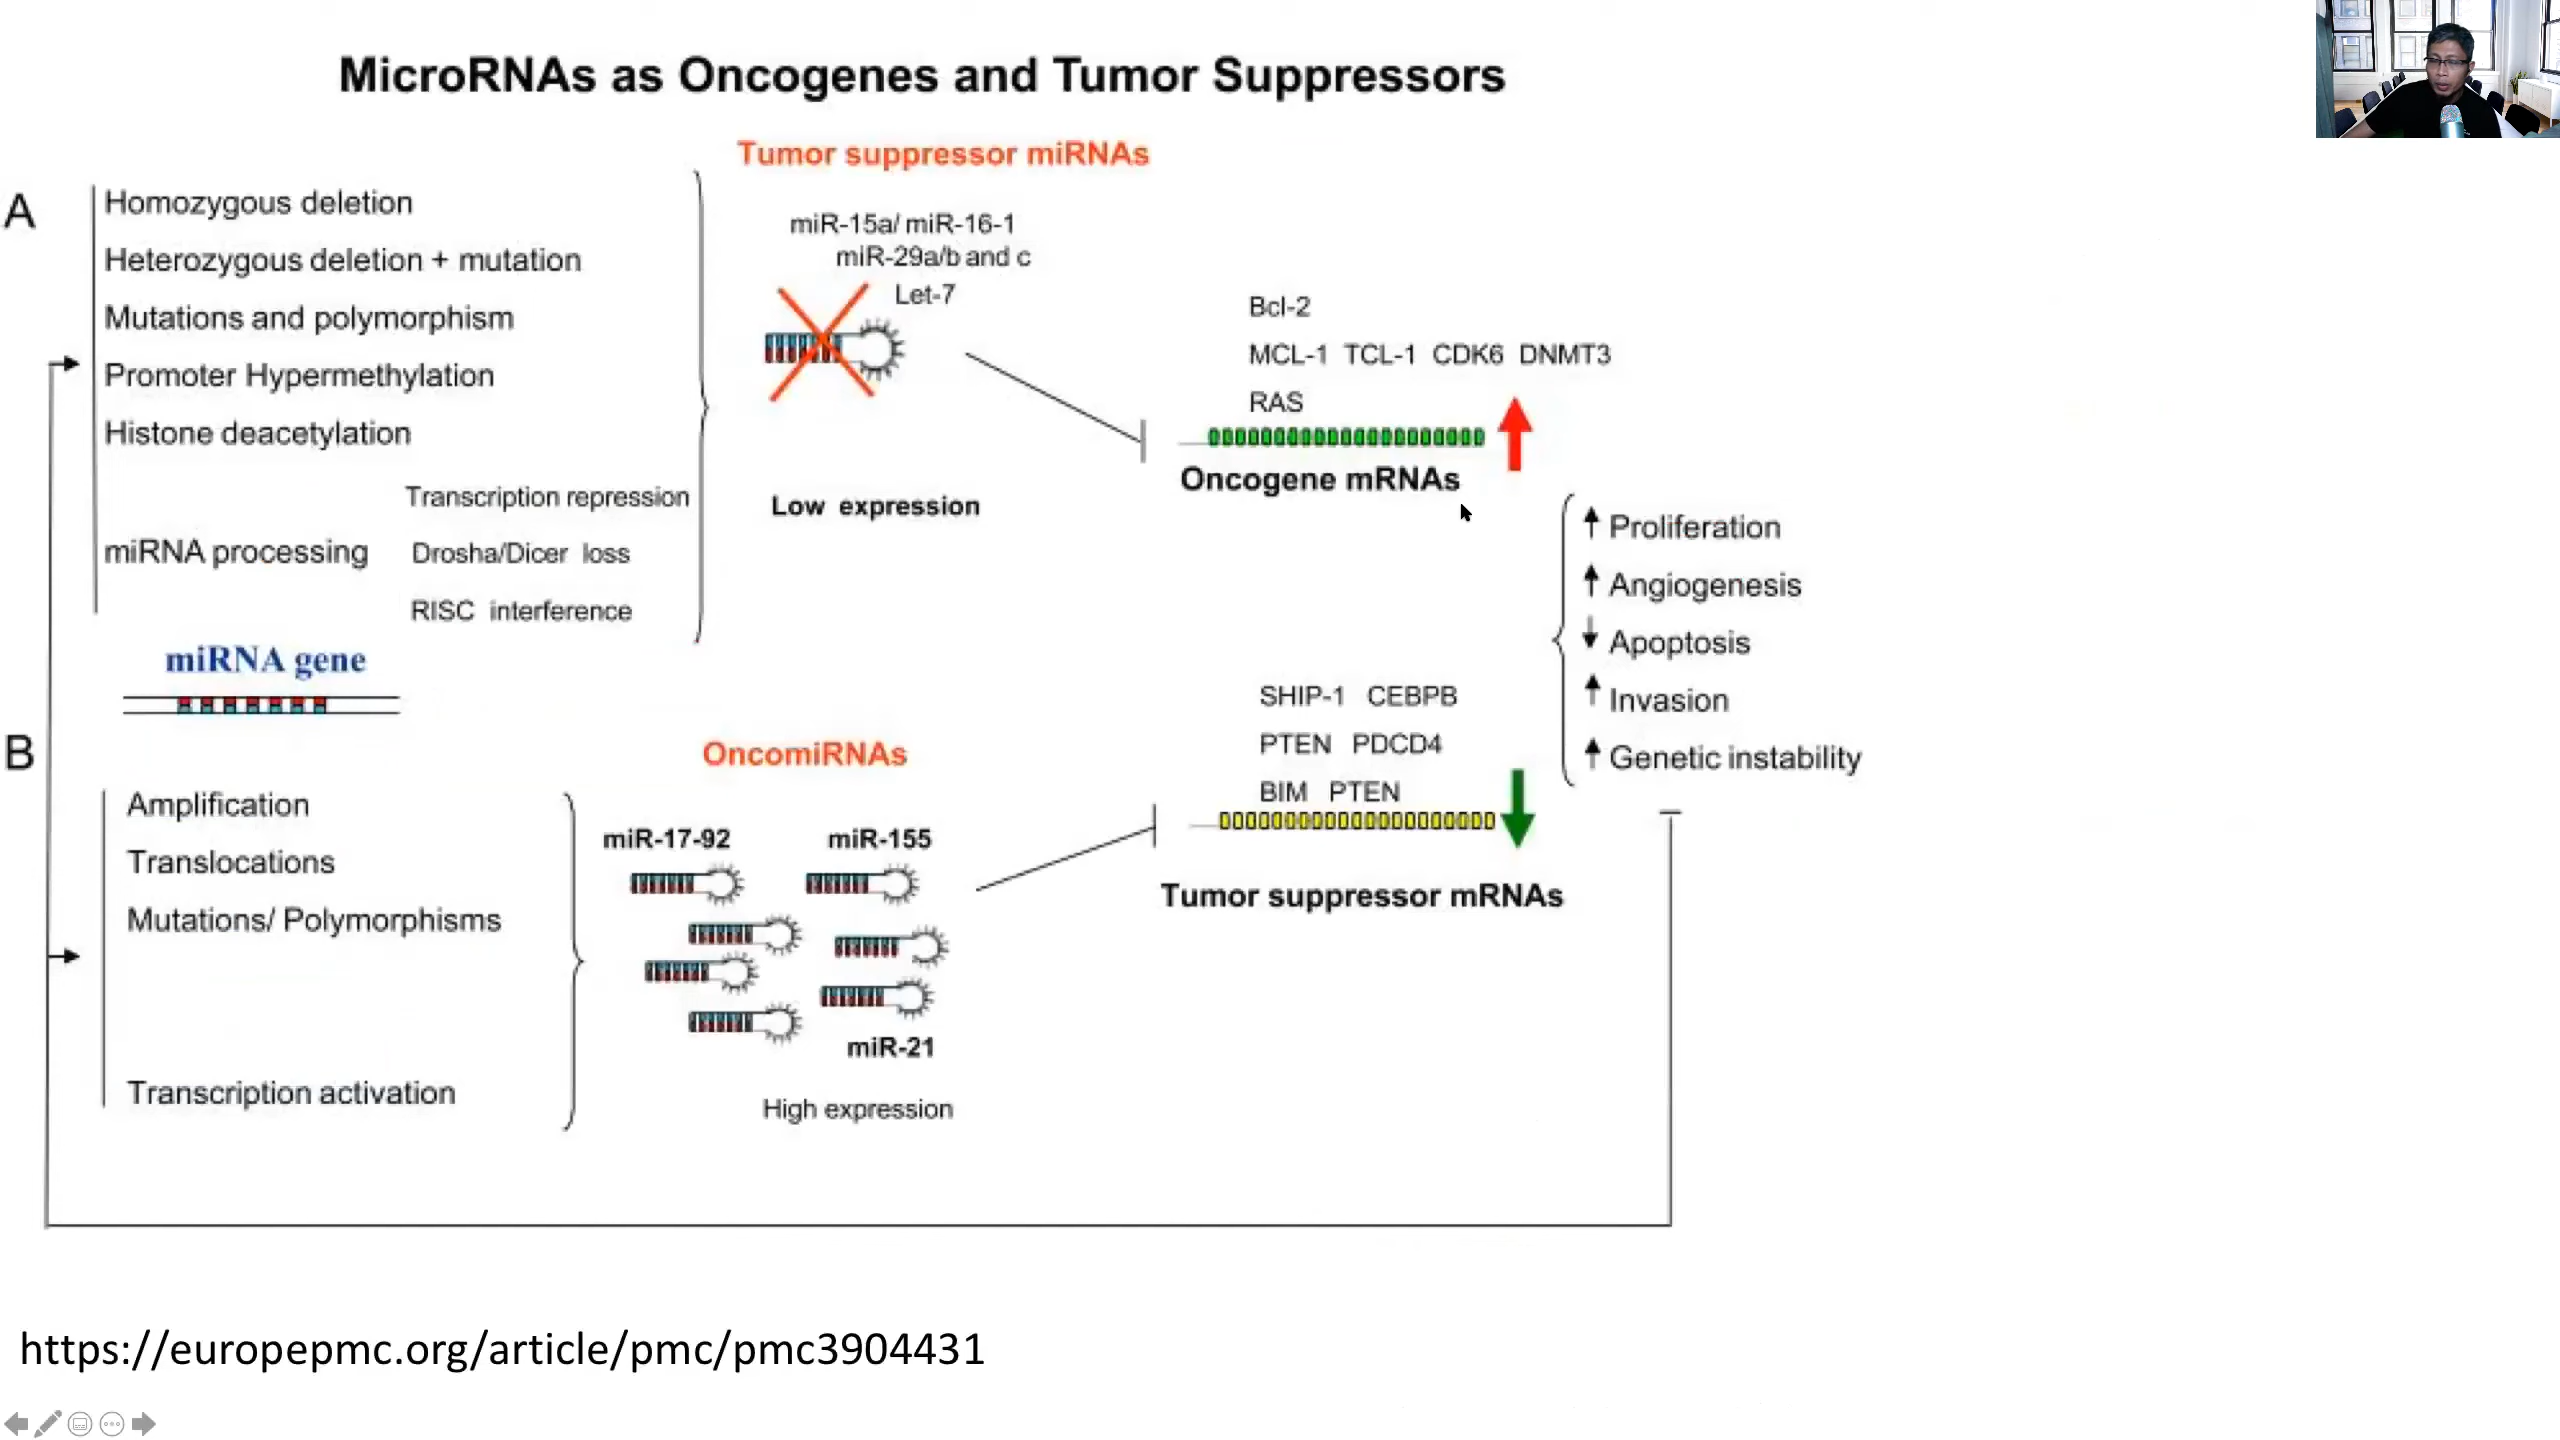 MicroRNAs as Oncogenes and Tumor Suppressors
A
Homozygous deletion
Heterozygous deletion + mutation
Mutations and polymorphism
Promoter Hypermethylation
Histone deacetylation
Transcription repression
miRNA processing
Drosha/Dicer loss
RISC interference
miRNA gene
Tumor suppressor miRNAs
miR-15a/ miR-16-1
miR-29a/b and c
Let-7
Low expression
Bcl-2
MCL-1 TCL-1 CDK6 DNMT3
RAS
Oncogene mRNAs
B
Amplification
Translocations
Mutations/ Polymorphisms
Transcription activation
OncomiRNAs
miR-17-92
miR-155
miR-21
High expression
SHIP-1 CEBPB
PTEN PDCD4
BIM PTEN
Tumor suppressor mRNAs
Proliferation
Angiogenesis
Apoptosis
Invasion
Genetic instability
https://europepmc.org/article/pmc/pmc3904431